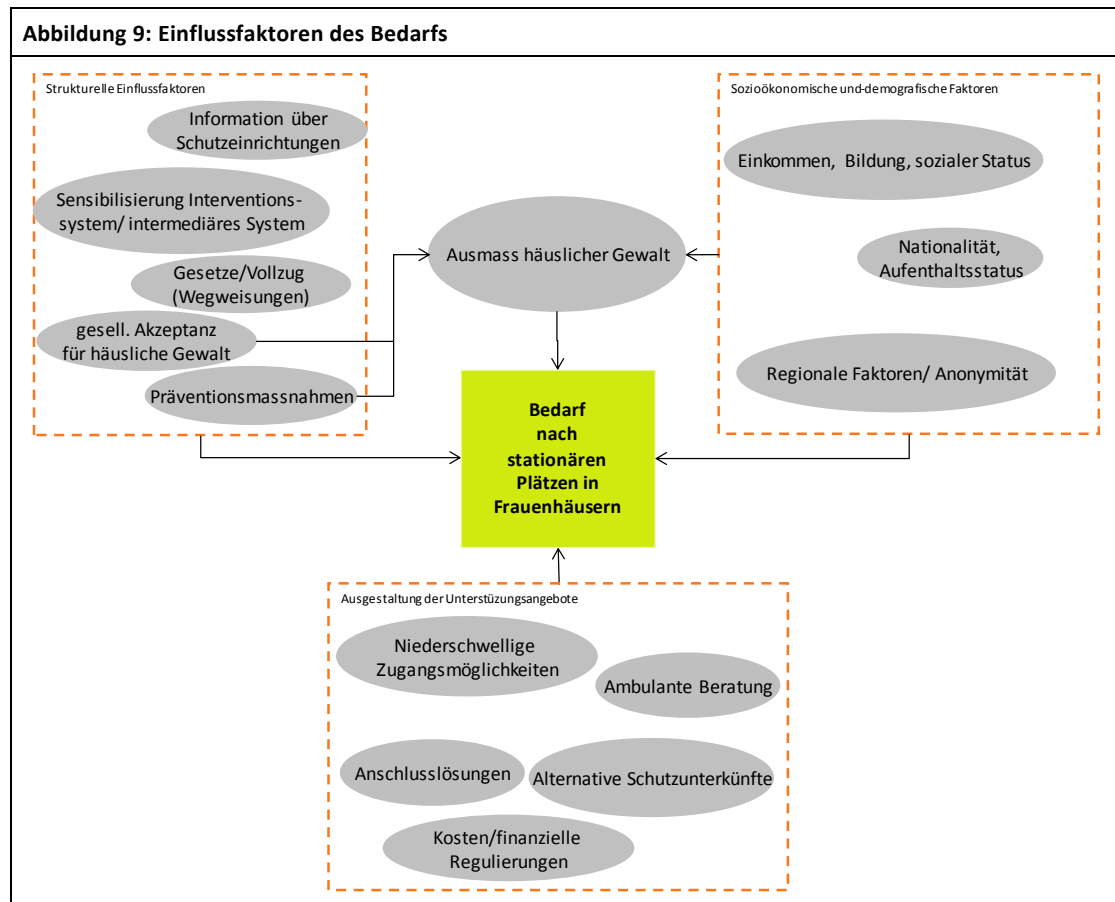 Abbildung 9: Einflussfaktoren des Bedarfs
Strukturelle Einflussfaktoren
Information über
Schutzeinrichtungen
Sensibilisierung Interventions-
system/ intermediäres System
Gesetze/Vollzug
(Wegweisungen)
gesell. Akzeptanz
für häusliche Gewalt
Präventionsmassnahmen
Ausmass häuslicher Gewalt
Sozioökonomische und-demografische Faktoren
Einkommen, Bildung, sozialer Status
Nationalität,
Aufenthaltsstatus
Regionale Faktoren/ Anonymität
Bedarf
nach
stationären
Plätzen in
Frauenhäusern
Ausgestaltung der Unterstüzungsangebote
Niederschwellige
Zugangsmöglichkeiten
Ambulante Beratung
Anschlusslösungen
Alternative Schutzunterkünfte
Kosten/finanzielle
Regulierungen